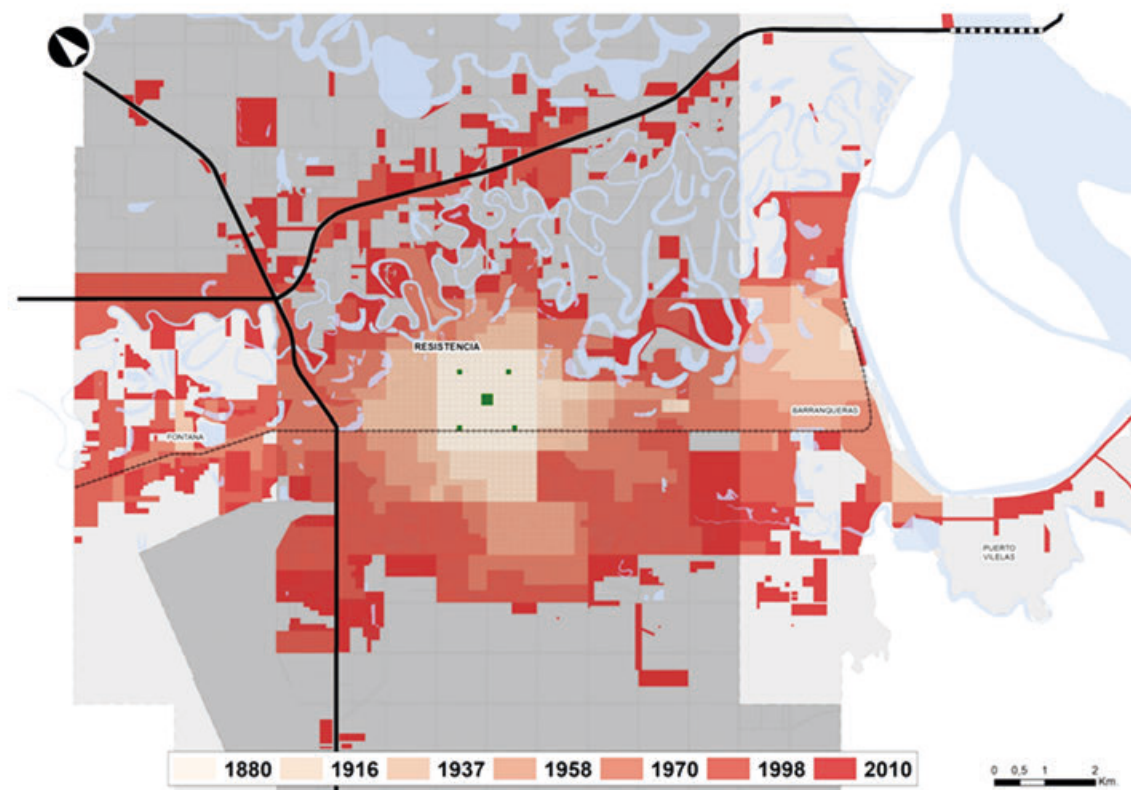 RESISTENCIA
BARRANQUERAS
FONTANA
PUERTO
VILELAS
1880 1916 1937 1958 1970 1998 2010
0 0,5 1 2
Km.